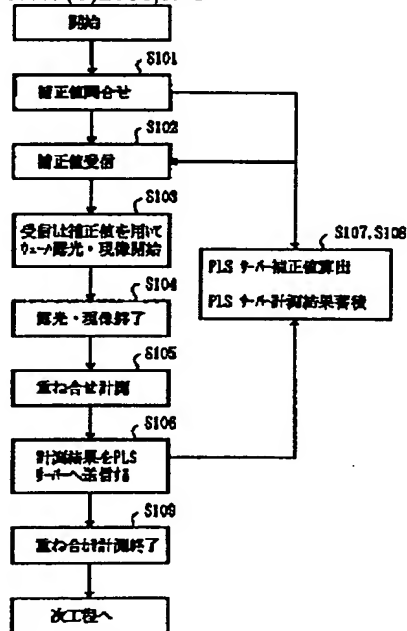 開始
S101
補正値問合せ
S102
補正値受信
S103
受信した補正値を用いて
ウェーハ露光・現像開始
S104
露光・現像終了
S105
重ね合せ計測
S106
計測結果をPLS
サーバーへ送信する
S107,S108
PLS サーバー補正値算出
PLS サーバー計測結果蓄積
S109
重ね合せ計測終了
次工程へ